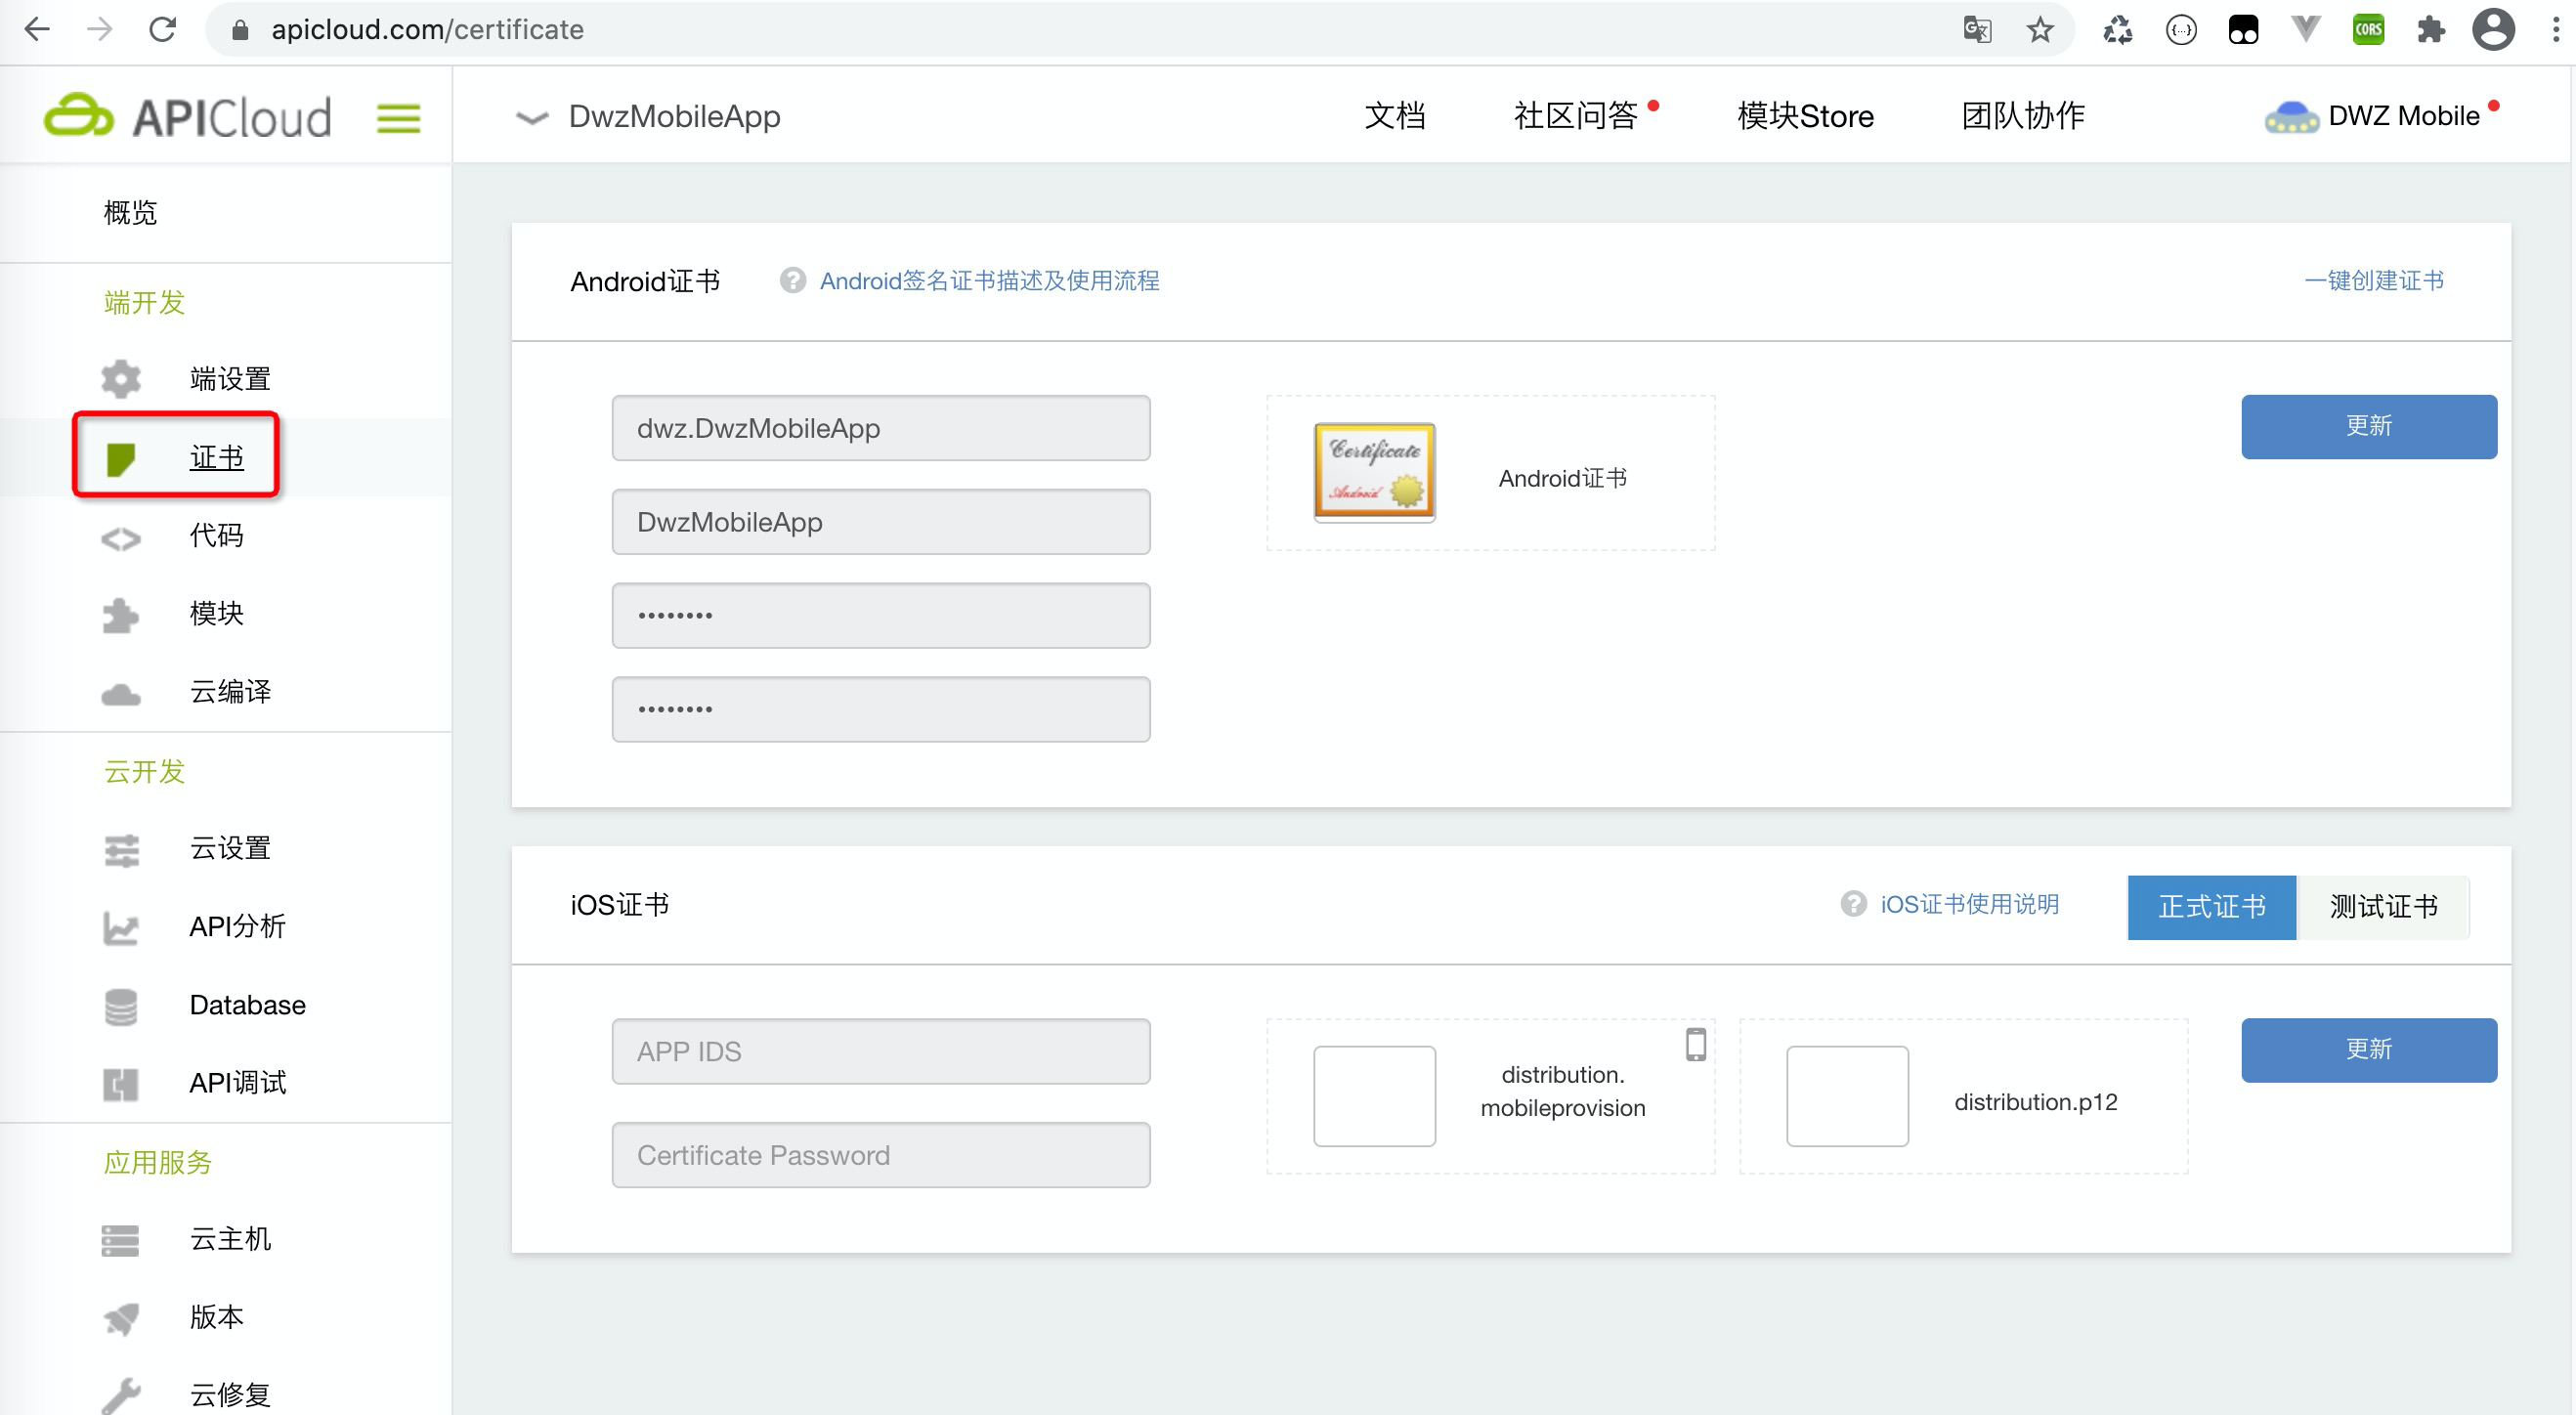 apicloud.com/certificate
CORS
APICloud
DwzMobileApp
文档
社区问答
模块Store
团队协作
DWZ Mobile
概览
端开发
端设置
证书
代码
模块
云编译
云开发
云设置
API分析
Database
API调试
应用服务
云主机
版本
云修复
Android证书
? Android签名证书描述及使用流程
一键创建证书
dwz.DwzMobileApp
DwzMobileApp
••••••••
••••••••
Certificate
Android
Android证书
更新
iOS证书
? iOS证书使用说明
正式证书
测试证书
APP IDS
Certificate Password
distribution.
mobileprovision
distribution.p12
更新